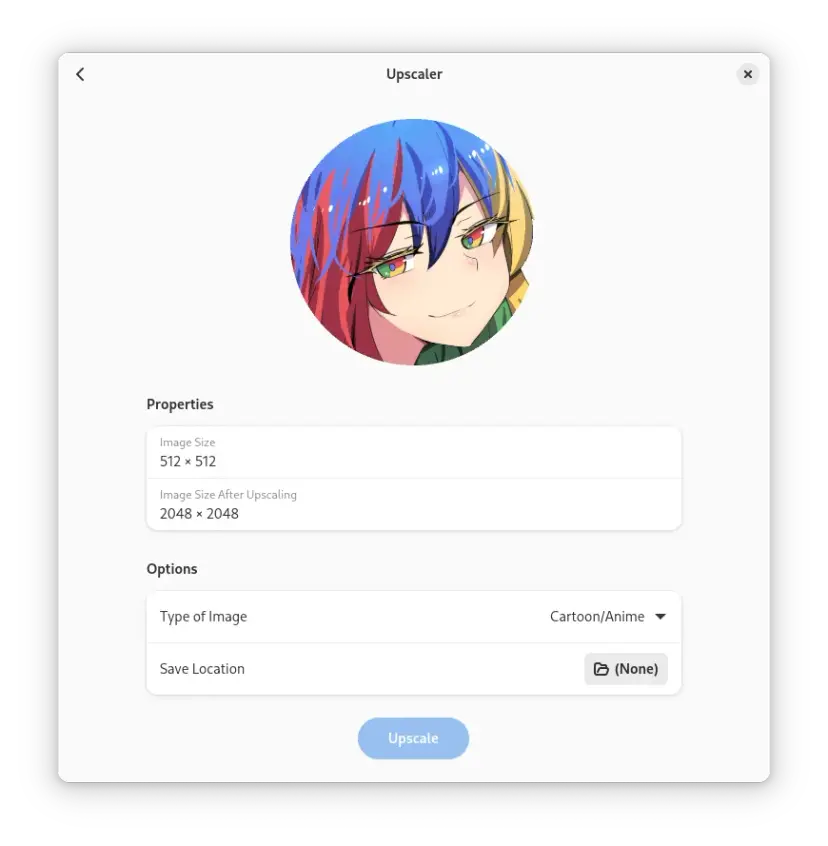 Upscaler
Properties
Image Size
512 × 512
Image Size After Upscaling
2048 × 2048
Options
Type of Image Cartoon/Anime
Save Location (None)
Upscale